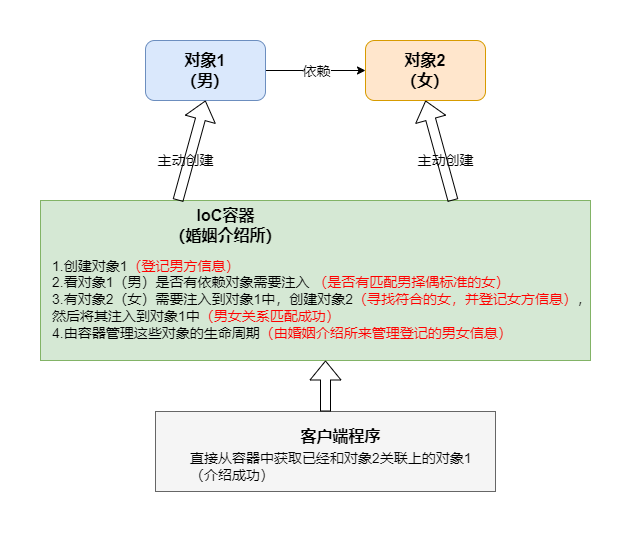 对象1
（男）
依赖
对象2
（女）
主动创建
主动创建
IoC容器
（婚姻介绍所）
1.创建对象1（登记男方信息）
2.看对象1（男）是否有依赖对象需要注入 （是否有匹配男择偶标准的女）
3.有对象2（女）需要注入到对象1中，创建对象2（寻找符合的女，并登记女方信息），
然后将其注入到对象1中（男女关系匹配成功）
4.由容器管理这些对象的生命周期（由婚姻介绍所来管理登记的男女信息）
客户端程序
直接从容器中获取已经和对象2关联上的对象1
（介绍成功）